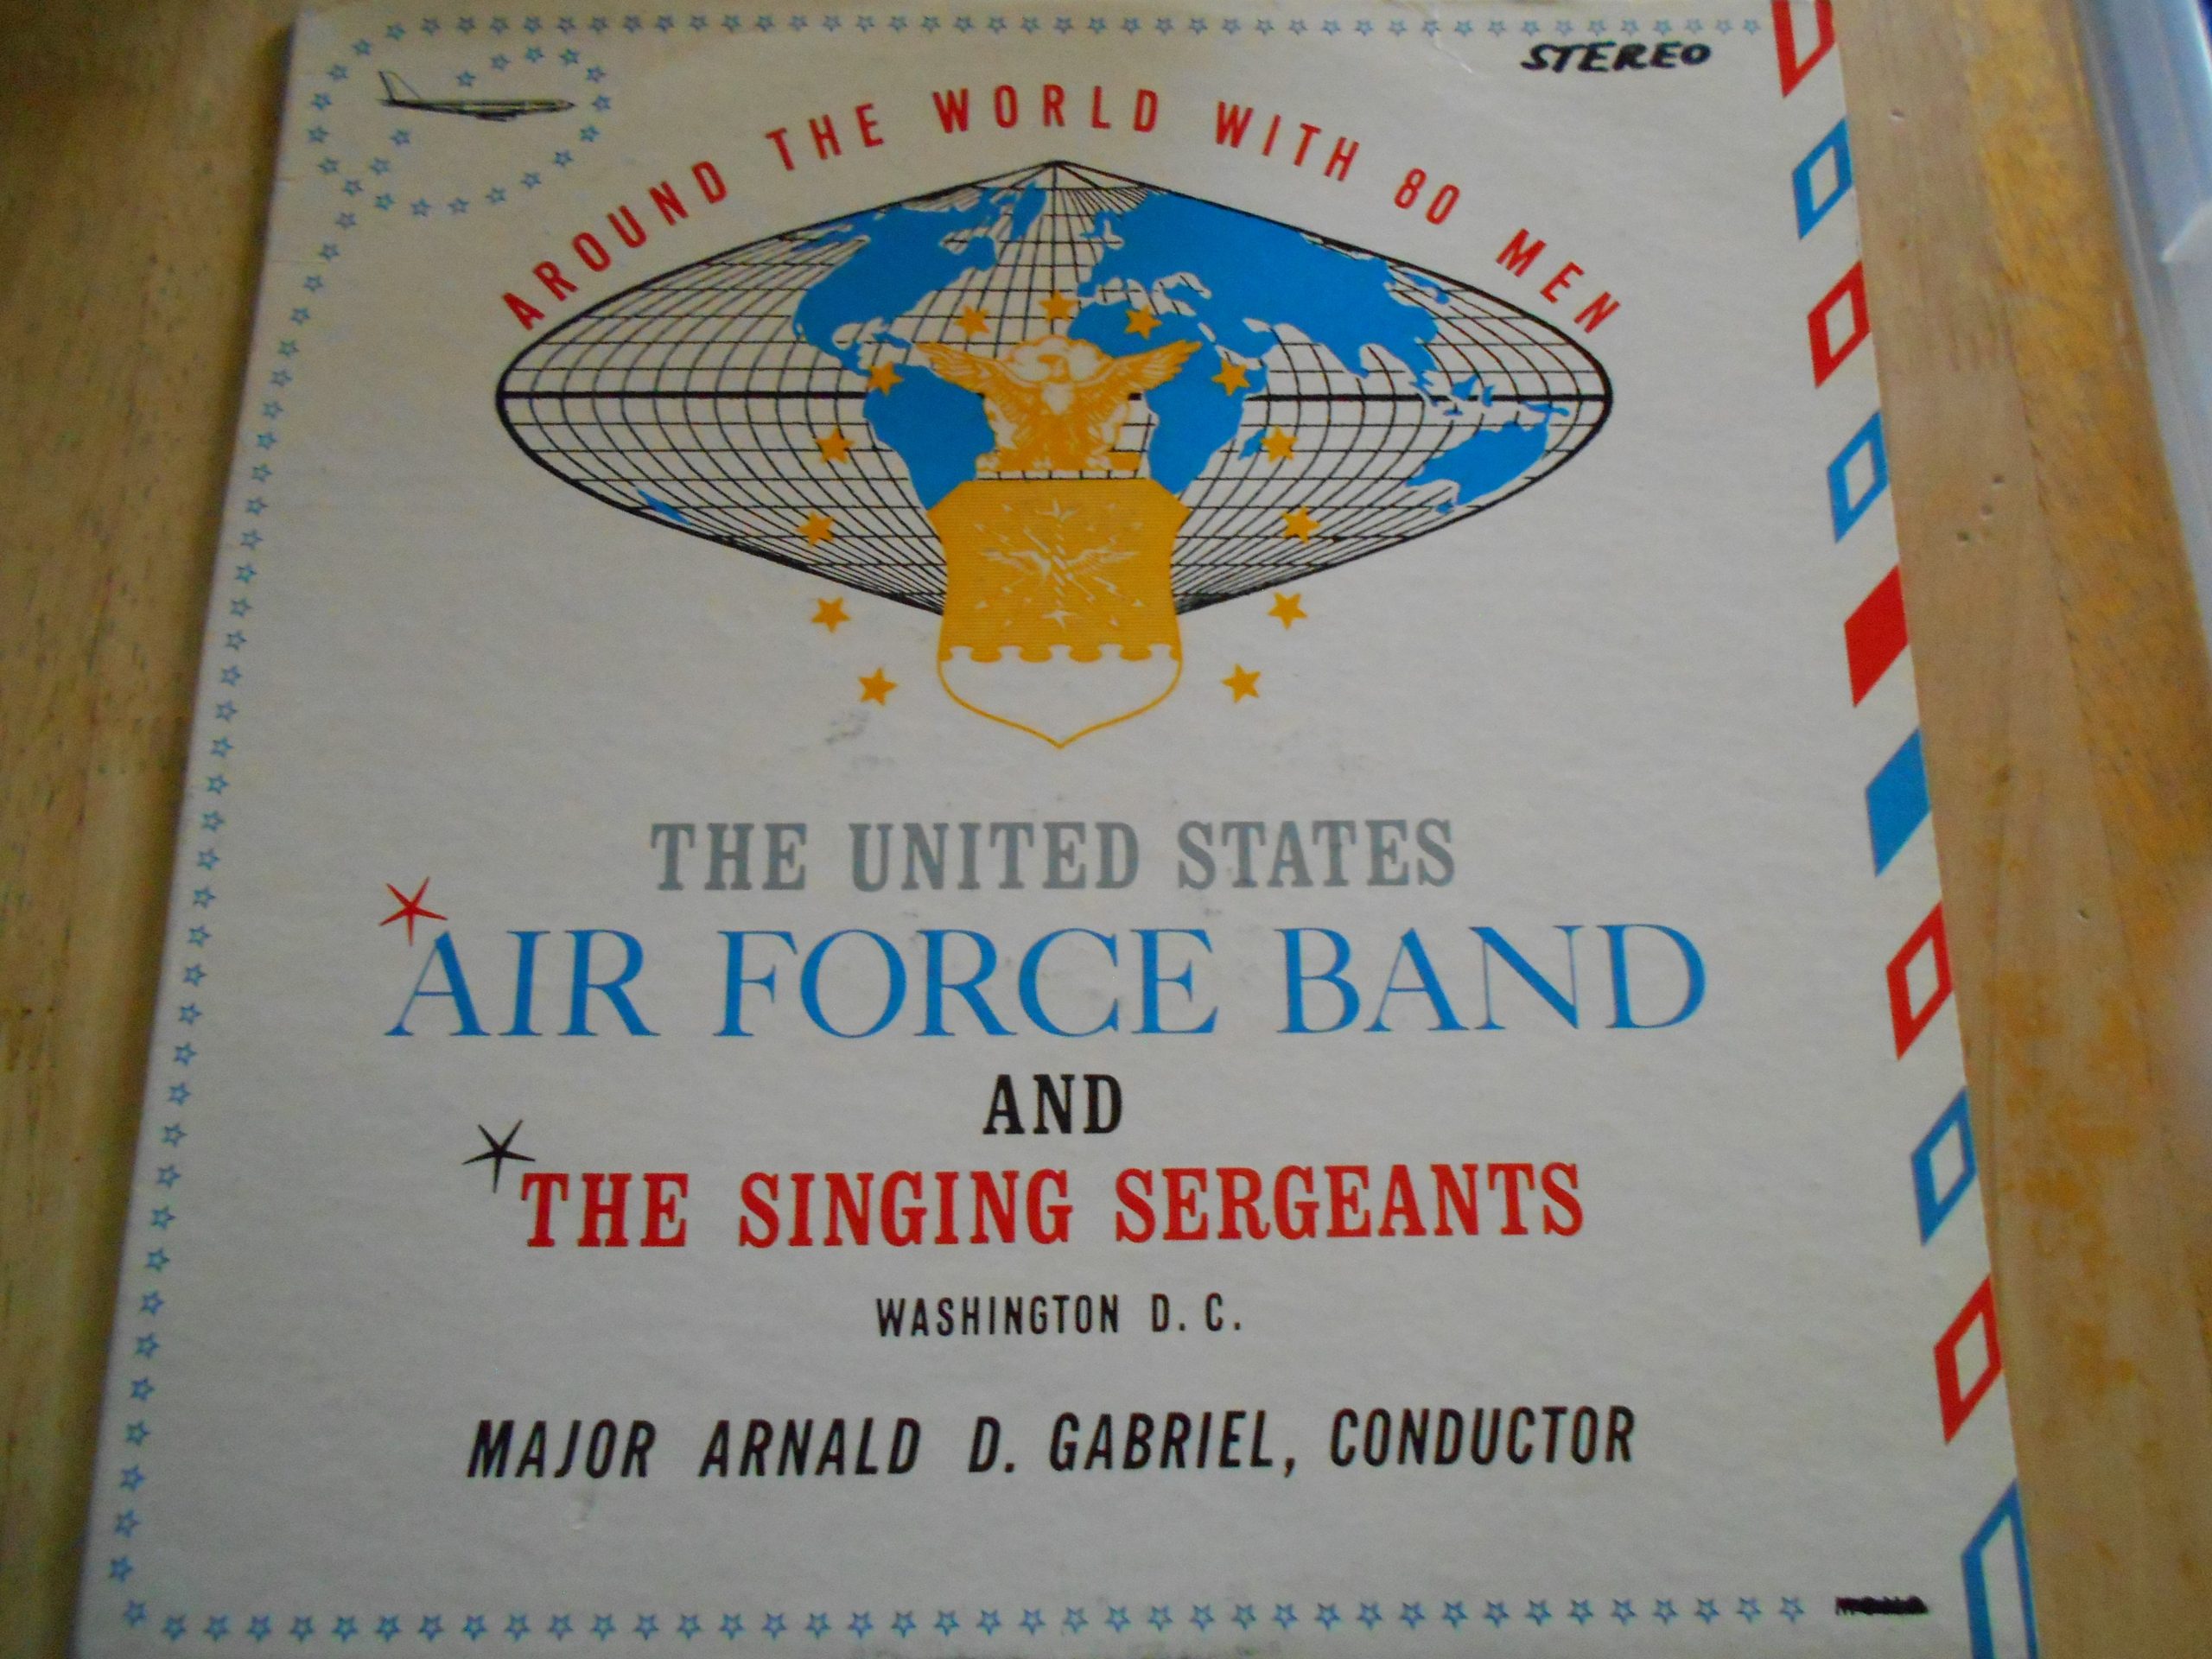 STEREO
AROUND THE WORLD WITH 80 MEN
THE UNITED STATES
AIR FORCE BAND
AND
THE SINGING SERGEANTS
WASHINGTON D. C.
MAJOR ARNALD D. GABRIEL, CONDUCTOR